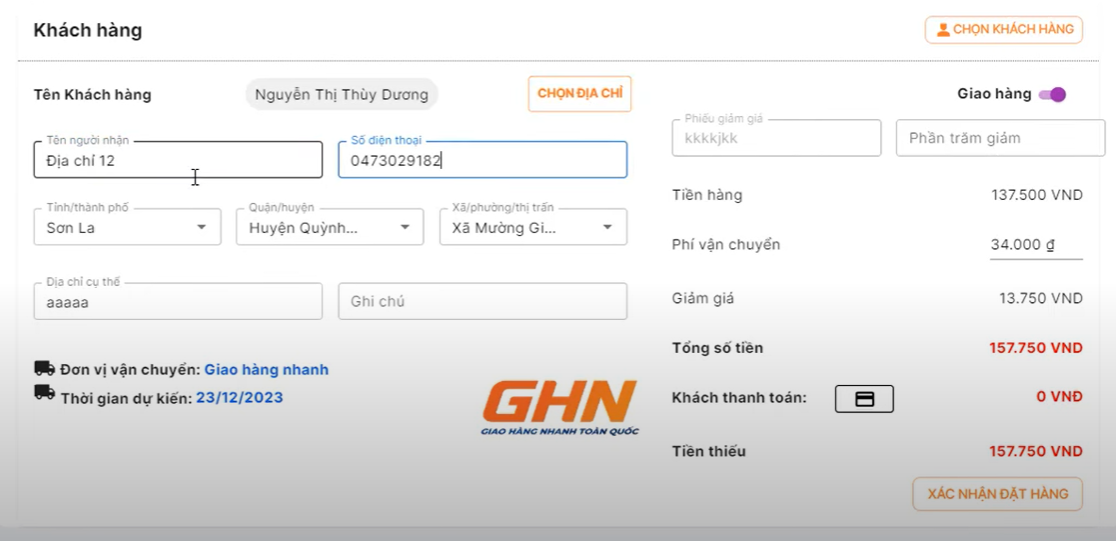 Khách hàng
CHỌN KHÁCH HÀNG
Tên Khách hàng
Nguyễn Thị Thùy Dương
CHỌN ĐỊA CHỈ
Giao hàng
Tên người nhận
Địa chỉ 12
Số điện thoại
0473029182
Phiếu giảm giá
kkkkjkk
Phần trăm giảm
Tỉnh/thành phố
Sơn La
Quận/huyện
Huyện Quỳnh...
Xã/phường/thị trấn
Xã Mường Gi...
Tiền hàng
137.500 VND
Phí vận chuyển
34.000 ₫
Địa chỉ cụ thể
aaaaa
Ghi chú
Giảm giá
13.750 VND
Tổng số tiền
157.750 VND
Đơn vị vận chuyển: Giao hàng nhanh
Thời gian dự kiến: 23/12/2023
GHN
GIAO HÀNG NHANH TOÀN QUỐC
Khách thanh toán:
0 VNĐ
Tiền thiếu
157.750 VND
XÁC NHẬN ĐẶT HÀNG